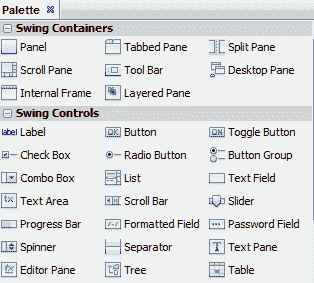 Palette
Swing Containers
Panel Tabbed Pane Split Pane
Scroll Pane Tool Bar Desktop Pane
Internal Frame Layered Pane
Swing Controls
label Label OK Button ON Toggle Button
Check Box Radio Button Button Group
Combo Box List Text Field
Text Area Scroll Bar Slider
Progress Bar Formatted Field Password Field
Spinner Separator T Text Pane
Editor Pane Tree Table